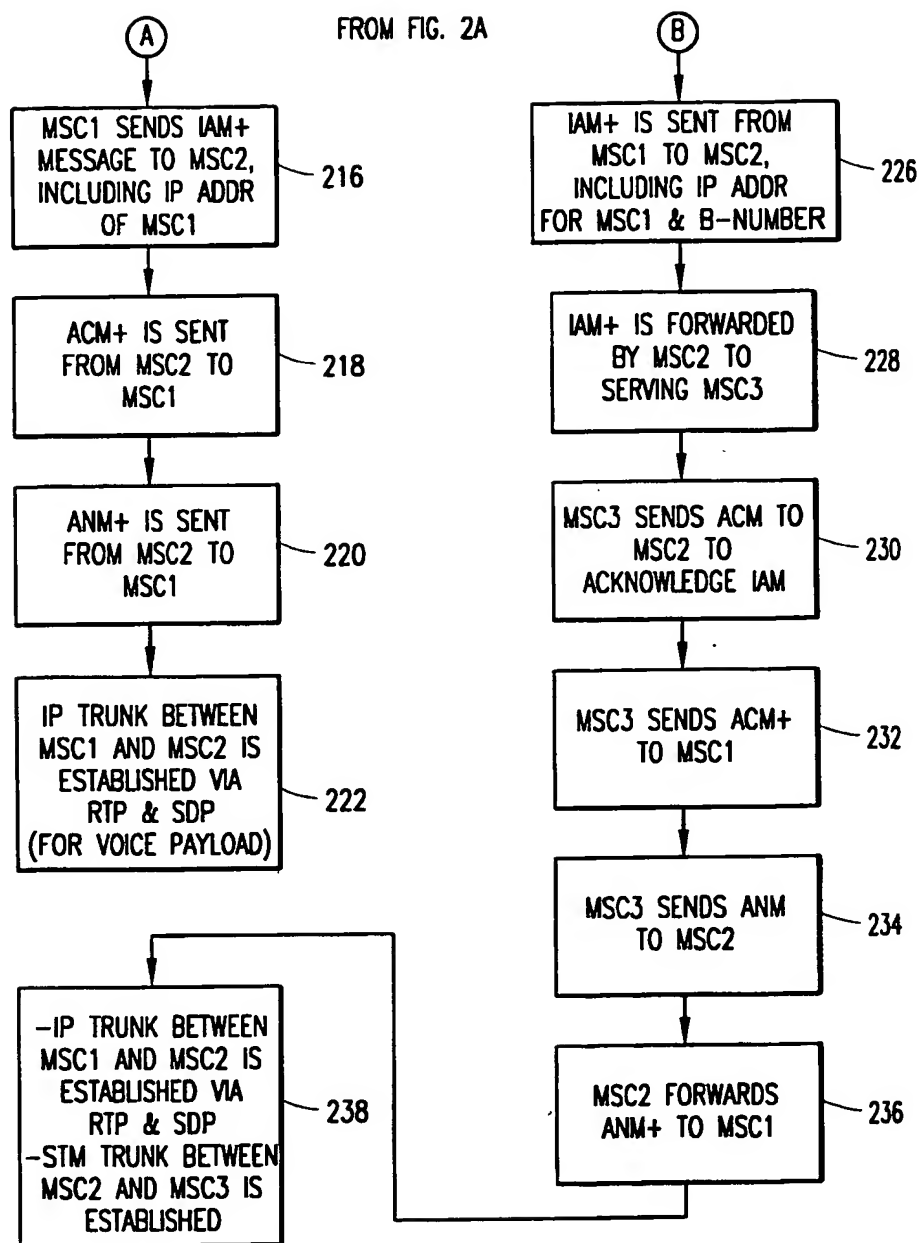 FROM FIG. 2A
A
MSC1 SENDS IAM+
MESSAGE TO MSC2,
INCLUDING IP ADDR
OF MSC1
216
ACM+ IS SENT
FROM MSC2 TO
MSC1
218
ANM+ IS SENT
FROM MSC2 TO
MSC1
220
IP TRUNK BETWEEN
MSC1 AND MSC2 IS
ESTABLISHED VIA
RTP & SDP
(FOR VOICE PAYLOAD)
222
B
IAM+ IS SENT FROM
MSC1 TO MSC2,
INCLUDING IP ADDR
FOR MSC1 & B-NUMBER
226
IAM+ IS FORWARDED
BY MSC2 TO
SERVING MSC3
228
MSC3 SENDS ACM TO
MSC2 TO
ACKNOWLEDGE IAM
230
MSC3 SENDS ACM+
TO MSC1
232
MSC3 SENDS ANM
TO MSC2
234
MSC2 FORWARDS
ANM+ TO MSC1
236
-IP TRUNK BETWEEN
MSC1 AND MSC2 IS
ESTABLISHED VIA
RTP & SDP
-STM TRUNK BETWEEN
MSC2 AND MSC3 IS
ESTABLISHED
238